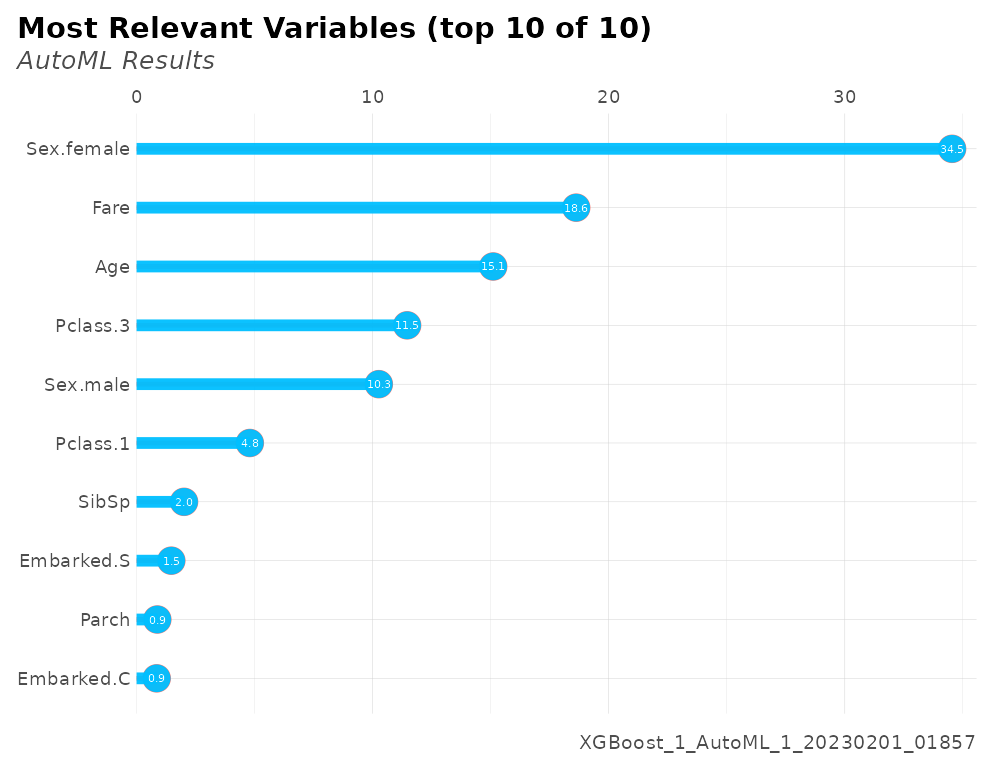 Most Relevant Variables (top 10 of 10)
AutoML Results
0 10 20 30
Sex.female 34.5
Fare 18.6
Age 15.1
Pclass.3 11.5
Sex.male 10.3
Pclass.1 4.8
SibSp 2.0
Embarked.S 1.5
Parch 0.9
Embarked.C 0.9
XGBoost_1_AutoML_1_20230201_01857